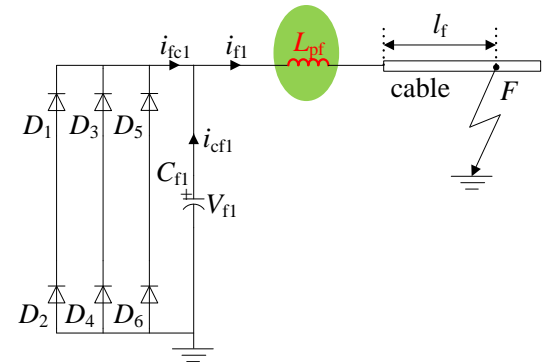 i_fc1 i_f1 L_pf l_f
cable F
D_1 D_3 D_5
i_cf1
C_f1
+
V_f1
D_2 D_4 D_6